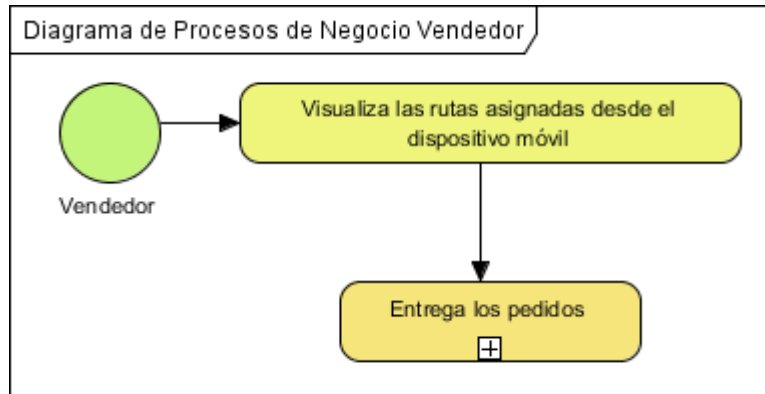 Diagrama de Procesos de Negocio Vendedor
Visualiza las rutas asignadas desde el
dispositivo móvil
Vendedor
Entrega los pedidos